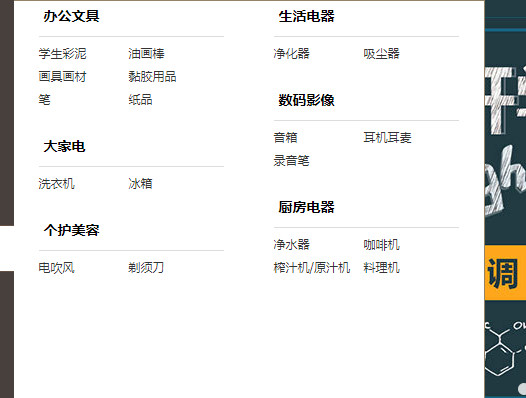 办公文具
学生彩泥 油画棒
画具画材 黏胶用品
笔 纸品
大家电
洗衣机 冰箱
个护美容
电吹风 剃须刀
生活电器
净化器 吸尘器
数码影像
音箱 耳机耳麦
录音笔
厨房电器
净水器 咖啡机
榨汁机/原汁机 料理机
调